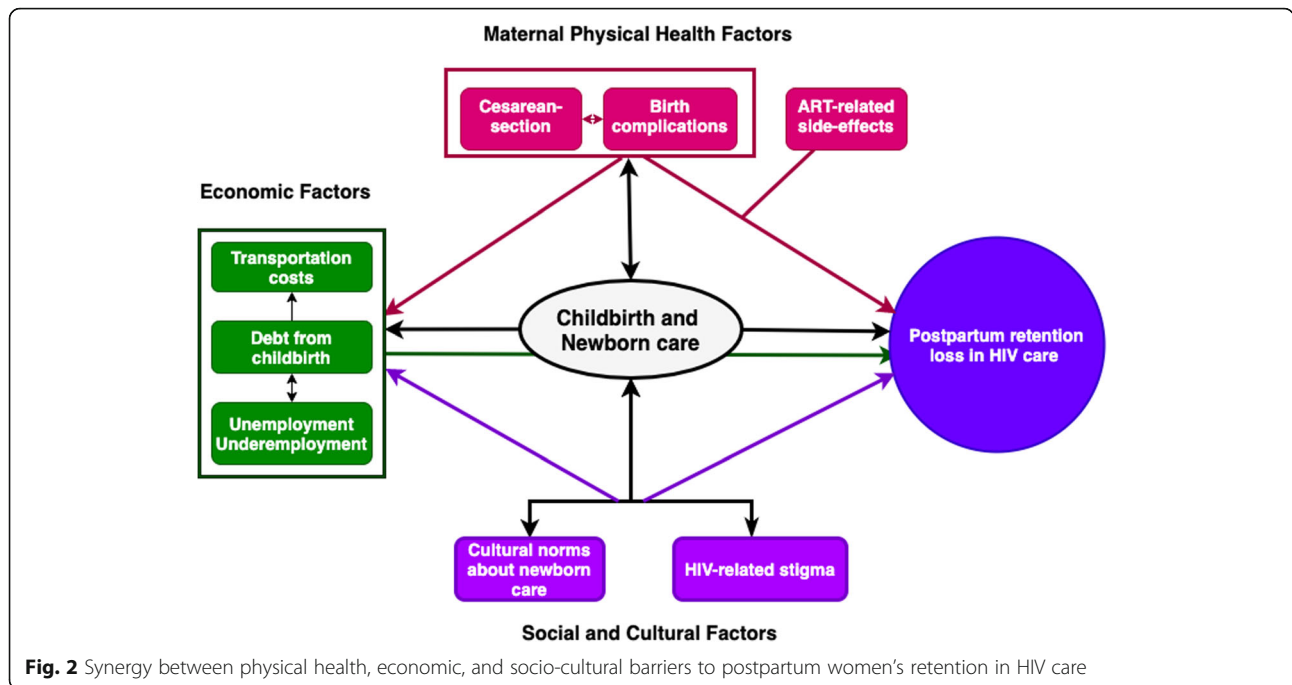 Maternal Physical Health Factors
Cesarean-
section
Birth
complications
ART-related
side-effects
Economic Factors
Transportation
costs
Debt from
childbirth
Unemployment
Underemployment
Childbirth and
Newborn care
Postpartum retention
loss in HIV care
Cultural norms
about newborn
care
HIV-related stigma
Social and Cultural Factors
Fig. 2 Synergy between physical health, economic, and socio-cultural barriers to postpartum women’s retention in HIV care